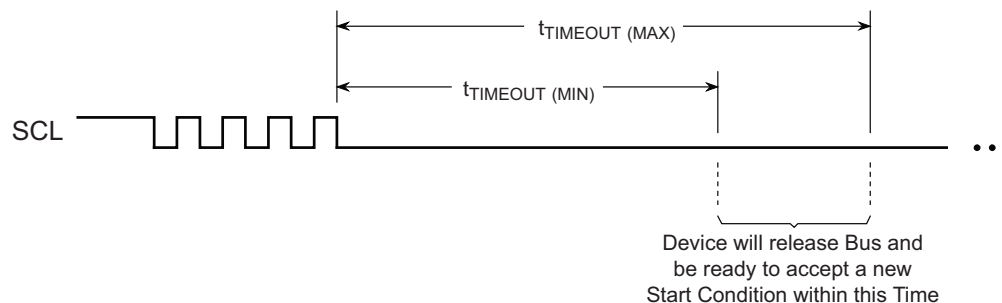 tTIMEOUT (MAX)
tTIMEOUT (MIN)
SCL
Device will release Bus and
be ready to accept a new
Start Condition within this Time